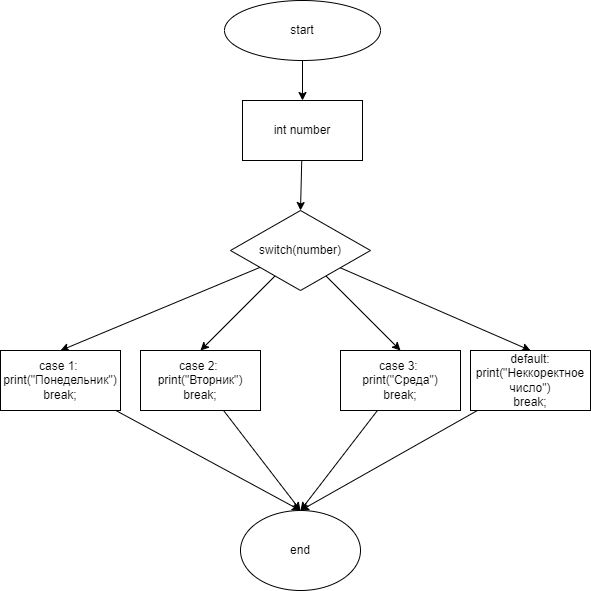 start
int number
switch(number)
case 1:
print("Понедельник")
break;
case 2:
print("Вторник")
break;
case 3:
print("Среда")
break;
default:
print("Неккоректное
число")
break;
end